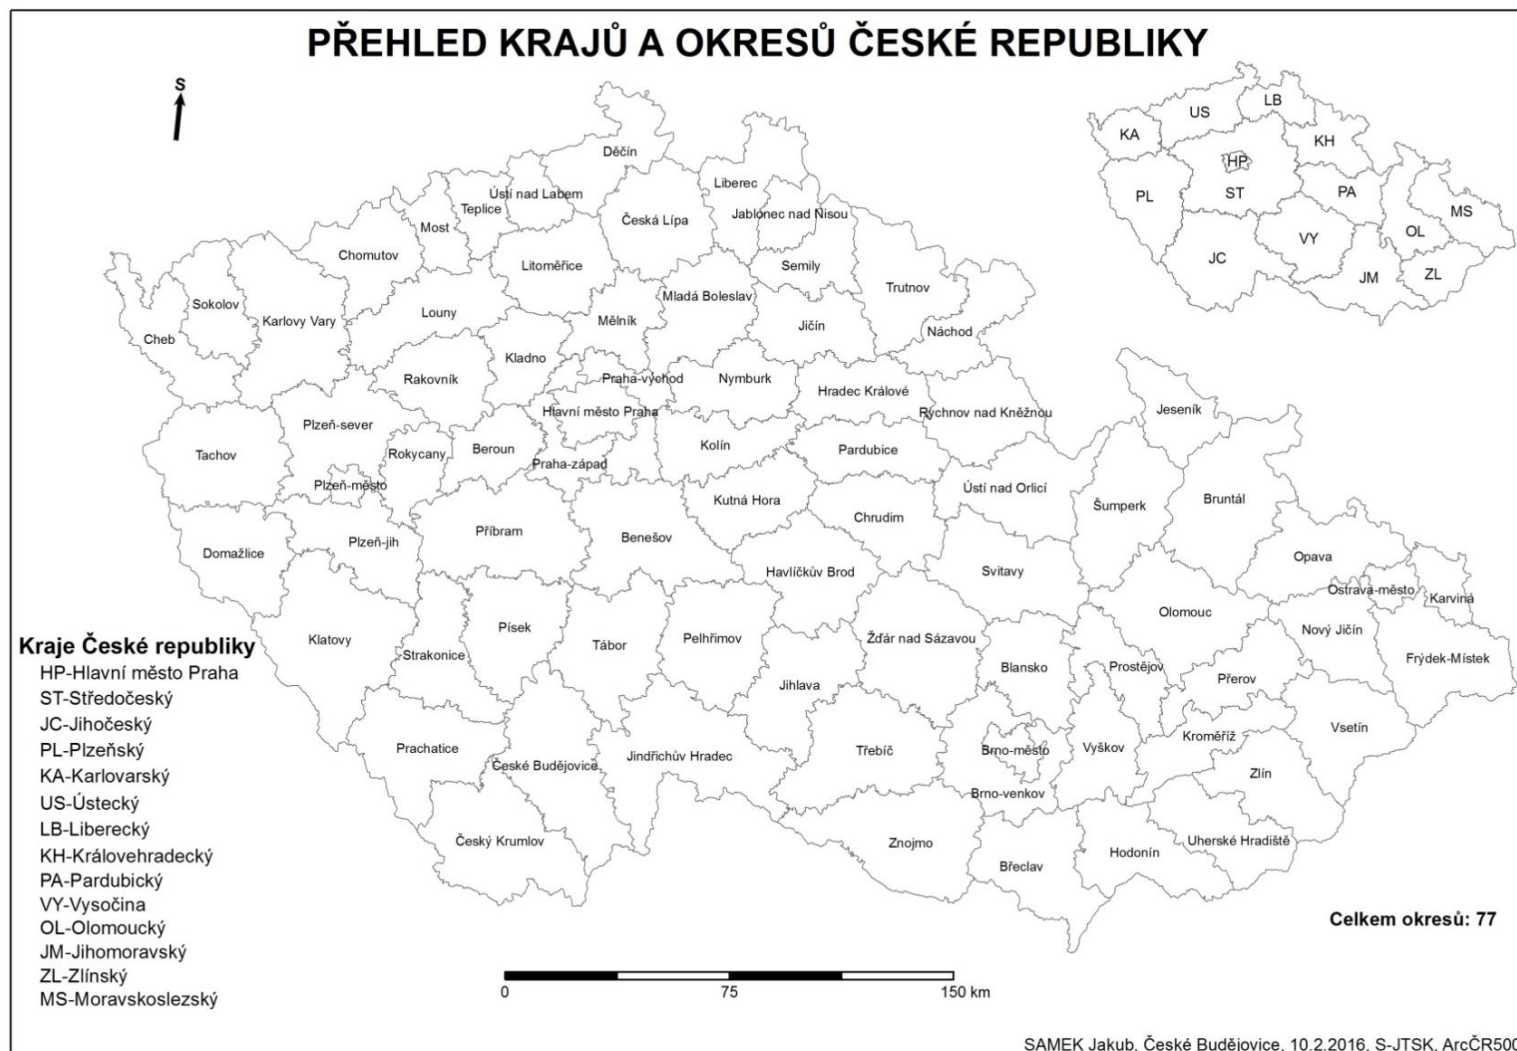 PŘEHLED KRAJŮ A OKRESŮ ČESKÉ REPUBLIKY
S
US
LB
KA
KH
HP
PL
ST
PA
MS
OL
VY
JC
JM
ZL
Děčín
Liberec
Ústí nad Labem
Teplice
Jablonec nad Nisou
Česká Lípa
Most
Chomutov
Litoměřice
Semily
Trutnov
Sokolov
Mladá Boleslav
Louny
Karlovy Vary
Mělník
Jičín
Náchod
Cheb
Kladno
Rakovník
Praha-východ
Nymburk
Hradec Králové
Rychnov nad Kněžnou
Jeseník
Hlavní město Praha
Plzeň-sever
Kolín
Pardubice
Beroun
Rokycany
Tachov
Praha-západ
Plzeň-město
Ústí nad Orlicí
Kutná Hora
Bruntál
Šumperk
Chrudim
Příbram
Benešov
Plzeň-jih
Domažlice
Opava
Havlíčkův Brod
Svitavy
Ostrava-město
Karviná
Olomouc
Písek
Nový Jičín
Klatovy
Pelhřimov
Žďár nad Sázavou
Tábor
Strakonice
Blansko
Prostějov
Frýdek-Místek
Přerov
Jihlava
Vsetín
Kroměříž
Prachatice
Vyškov
Brno-město
Třebíč
Jindřichův Hradec
České Budějovice
Zlín
Brno-venkov
Český Krumlov
Znojmo
Uherské Hradiště
Hodonín
Břeclav
Kraje České republiky
HP-Hlavní město Praha
ST-Středočeský
JC-Jihočeský
PL-Plzeňský
KA-Karlovarský
US-Ústecký
LB-Liberecký
KH-Královehradecký
PA-Pardubický
VY-Vysočina
OL-Olomoucký
JM-Jihomoravský
ZL-Zlínský
MS-Moravskoslezský
Celkem okresů: 77
0 75 150 km
SAMEK Jakub, České Budějovice, 10.2.2016, S-JTSK, ArcČR500